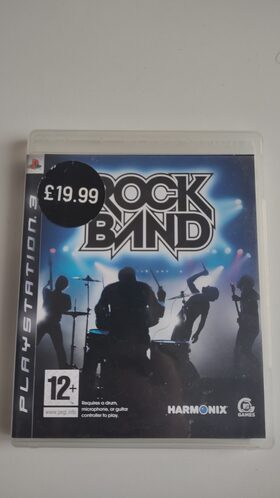 £19.99
ROCK
BAND
PLAYSTATION 3
12+
www.pegi.info
Requires a drum,
microphone, or guitar
controller to play.
HARMONIX
GAMES